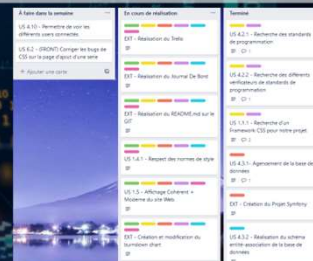 À faire dans la semaine
US 4.10 - Permettre de voir les
différents users connectés
US 6.2 - (FRONT) Corriger les bugs de
CSS sur la page d'ajout d'une serie
+ Ajouter une carte
En cours de réalisation
EXT - Réalisation du Trello
EXT - Réalisation du Journal De Bord
EXT - Réalisation du README.md sur le
GIT
US 1.4.1 - Respect des normes de style
US 1.5 - Affichage Cohérent +
Moderne du site Web
EXT - Création et modification du
burndown chart
Terminé
US 4.2.1 - Recherche des standards
de programmation
1
US 4.2.2 - Recherche des différents
vérificateurs de standards de
programmation
1
US 1.1.1 - Recherche d'un
Framework CSS pour notre projet
1
US 4.3.1- Agencement de la base de
données
EXT - Création du Projet Symfony
US 4.3.2 - Réalisation du schéma
entité-association de la base de
données